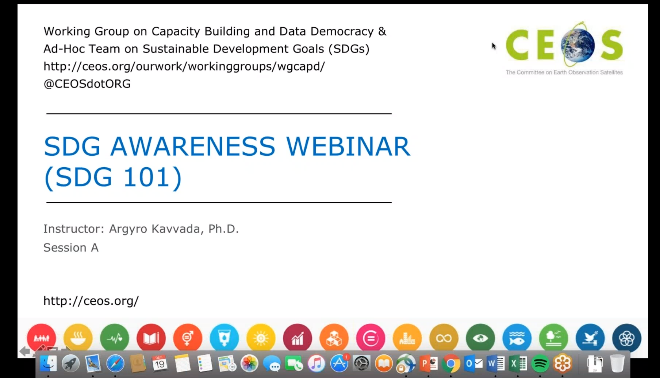 Working Group on Capacity Building and Data Democracy &
Ad-Hoc Team on Sustainable Development Goals (SDGs)
http://ceos.org/ourwork/workinggroups/wgcapd/
@CEOSdotORG
CEOS
The Committee on Earth Observation Satellites
SDG AWARENESS WEBINAR
(SDG 101)
Instructor: Argyro Kavvada, Ph.D.
Session A
http://ceos.org/
19